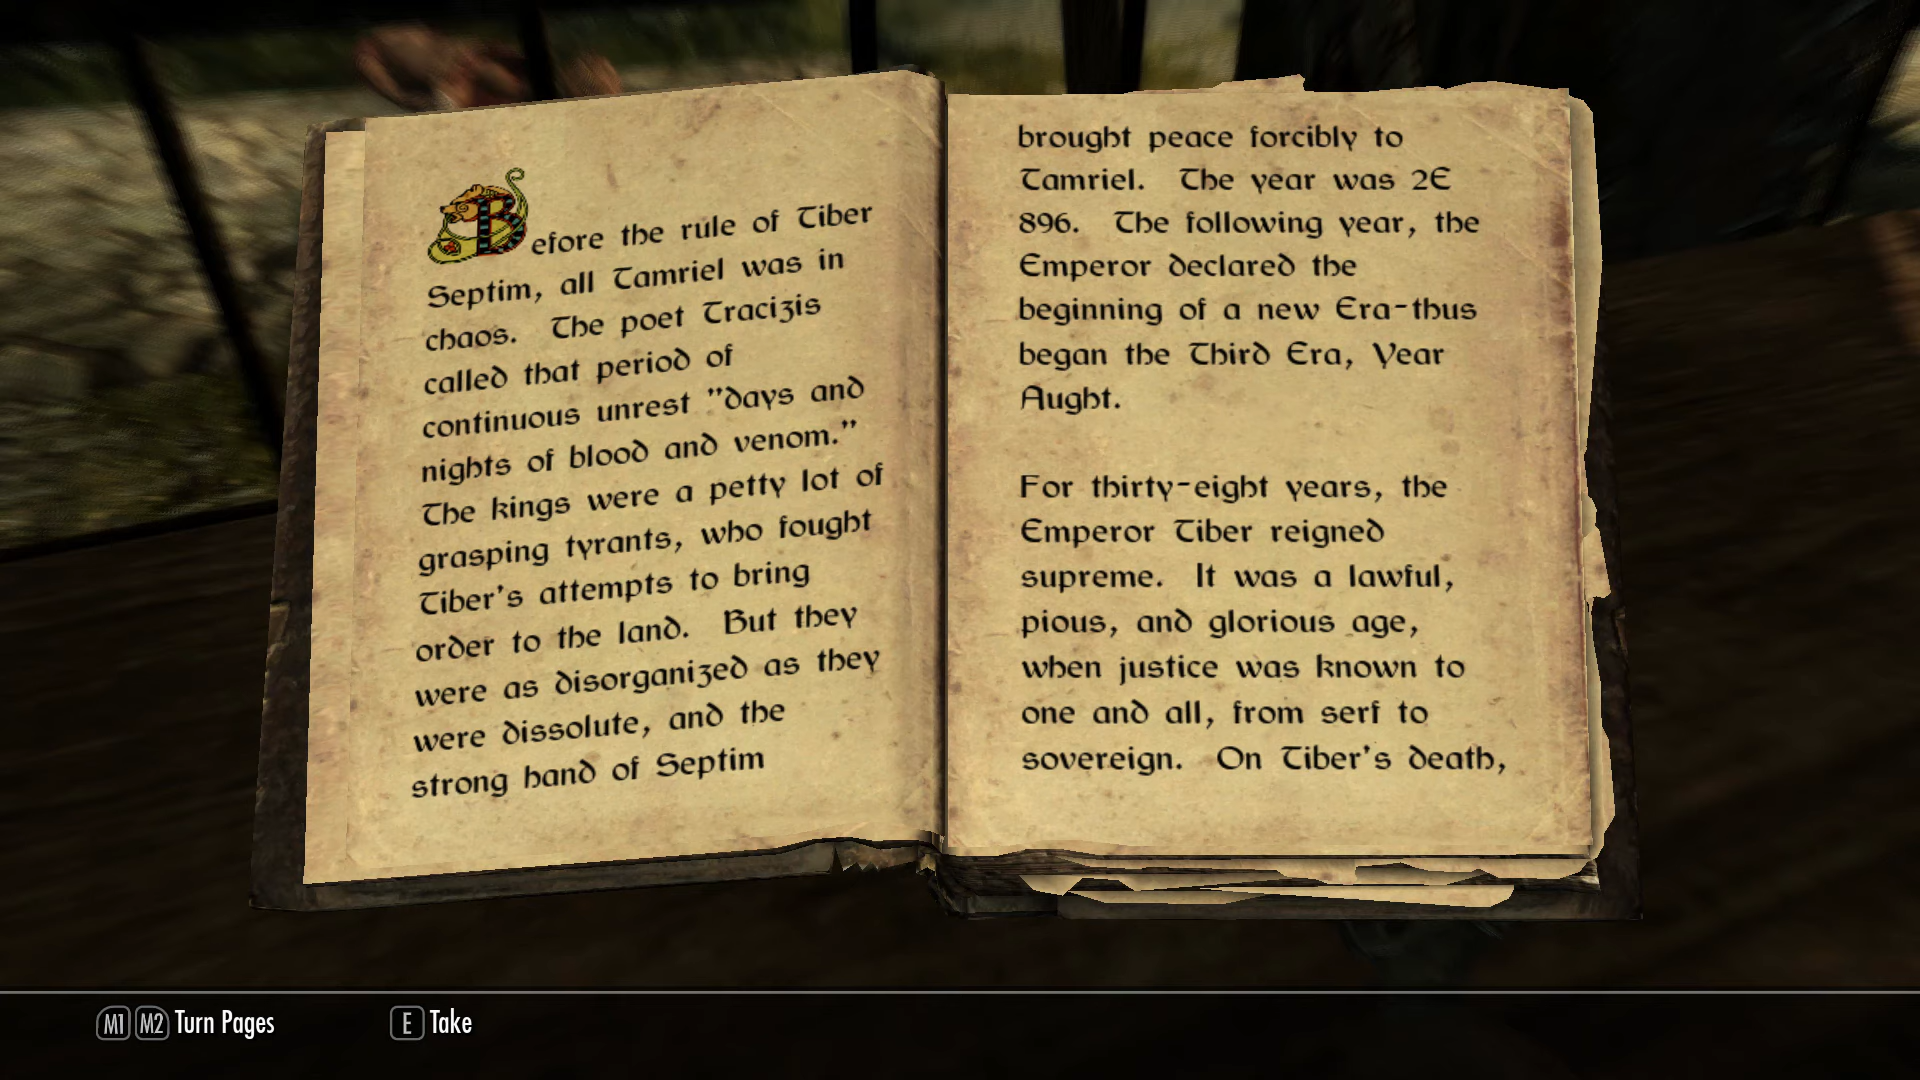 Before the rule of Tiber
Septim, all Tamriel was in
chaos.  The poet Tracizis
called that period of
continuous unrest "days and
nights of blood and venom."
The kings were a petty lot of
grasping tyrants, who fought
Tiber's attempts to bring
order to the land.  But they
were as disorganized as they
were dissolute, and the
strong hand of Septim
brought peace forcibly to
Tamriel.  The year was 2E
896.  The following year, the
Emperor declared the
beginning of a new Era-thus
began the Third Era, Year
Aught.
For thirty-eight years, the
Emperor Tiber reigned
supreme.  It was a lawful,
pious, and glorious age,
when justice was known to
one and all, from serf to
sovereign.  On Tiber's death,
M1 M2 Turn Pages
E Take